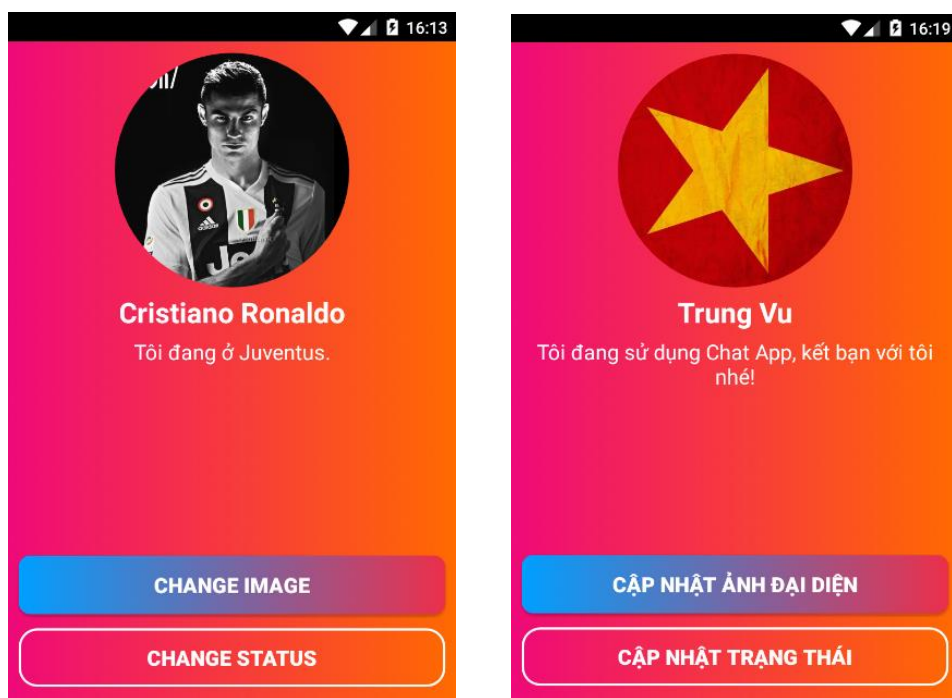 16:13
Cristiano Ronaldo
Tôi đang ở Juventus.
CHANGE IMAGE
CHANGE STATUS
16:19
Trung Vu
Tôi đang sử dụng Chat App, kết bạn với tôi
nhé!
CẬP NHẬT ẢNH ĐẠI DIỆN
CẬP NHẬT TRẠNG THÁI